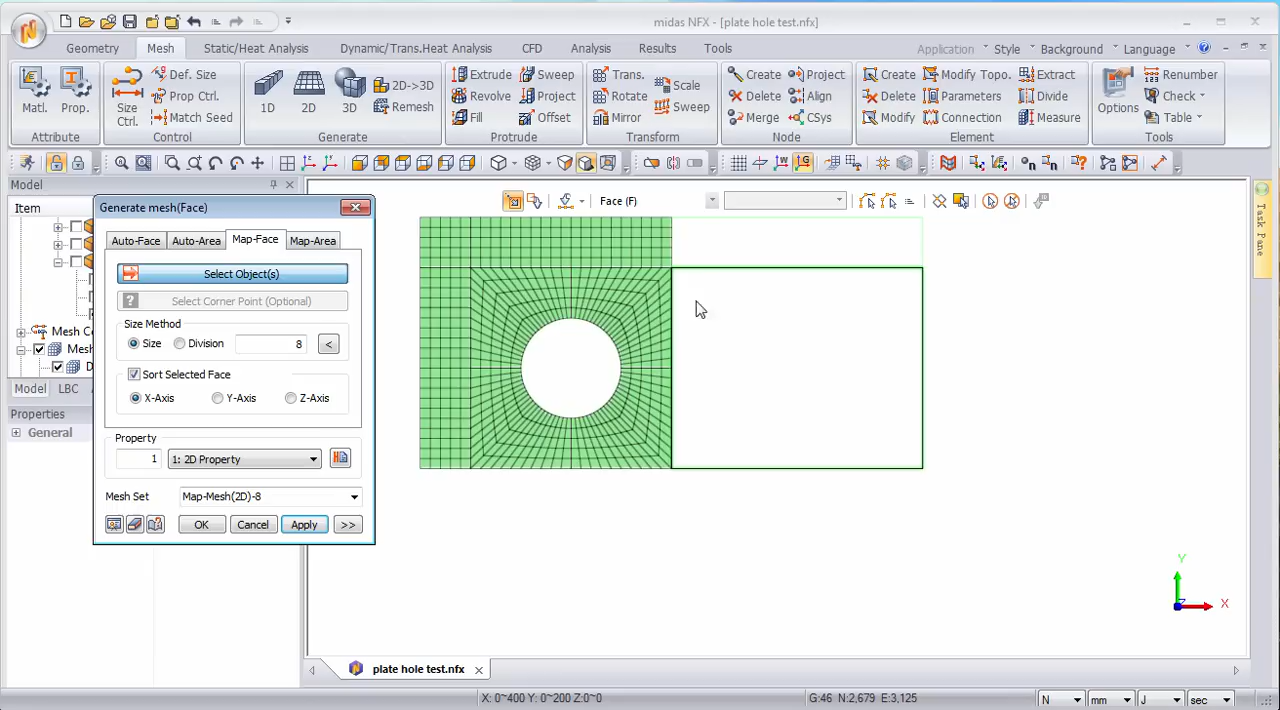 midas NFX - [plate hole test.nfx]
Geometry Mesh Static/Heat Analysis Dynamic/Trans.Heat Analysis CFD Analysis Results Tools Application Style Background Language
Matl. Prop. Size Ctrl. Def. Size Prop Ctrl. Match Seed 1D 2D 3D 2D->3D Remesh Extrude Sweep Revolve Project Fill Offset Trans. Scale Rotate Sweep Mirror Create Project Delete Align Merge CSys Create Modify Topo. Extract Delete Parameters Divide Modify Connection Measure Options Renumber Check Table
Attribute Control Generate Protrude Transform Node Element Tools
Model
Item
Face (F)
Task Pane
Generate mesh(Face)
Auto-Face Auto-Area Map-Face Map-Area
Select Object(s)
? Select Corner Point (Optional)
Size Method
Size Division 8 <
Sort Selected Face
X-Axis Y-Axis Z-Axis
Property
1 1: 2D Property
Mesh Set Map-Mesh(2D)-8
OK Cancel Apply >>
Mesh Co
Mesh
D
Model LBC
Properties
General
Y
Z
X
plate hole test.nfx
X: 0~400 Y: 0~200 Z:0~0 G:46 N:2,679 E:3,125 N mm J sec